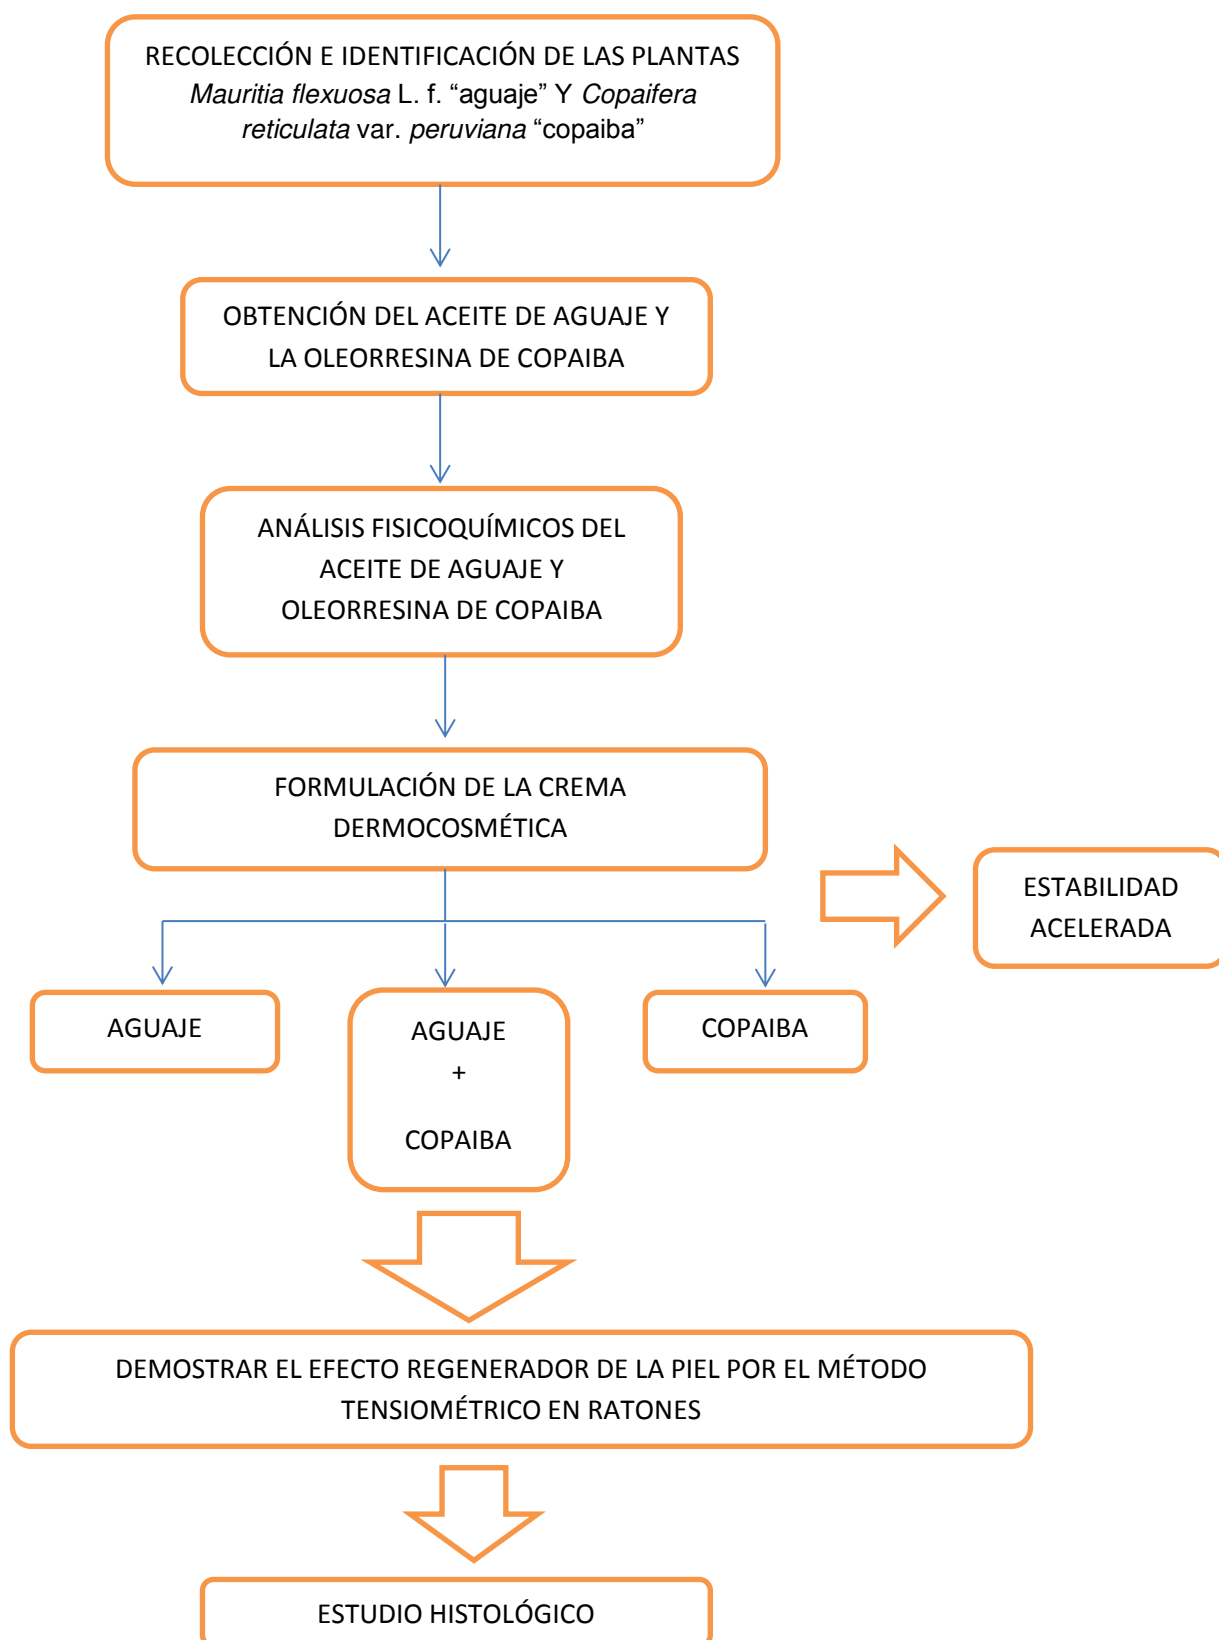 RECOLECCIÓN E IDENTIFICACIÓN DE LAS PLANTAS
Mauritia flexuosa L. f. “aguaje” Y Copaifera
reticulata var. peruviana “copaiba”
OBTENCIÓN DEL ACEITE DE AGUAJE Y
LA OLEORRESINA DE COPAIBA
ANÁLISIS FISICOQUÍMICOS DEL
ACEITE DE AGUAJE Y
OLEORRESINA DE COPAIBA
FORMULACIÓN DE LA CREMA
DERMOCOSMÉTICA
ESTABILIDAD
ACELERADA
AGUAJE
AGUAJE
+
COPAIBA
COPAIBA
DEMOSTRAR EL EFECTO REGENERADOR DE LA PIEL POR EL MÉTODO
TENSIOMÉTRICO EN RATONES
ESTUDIO HISTOLÓGICO